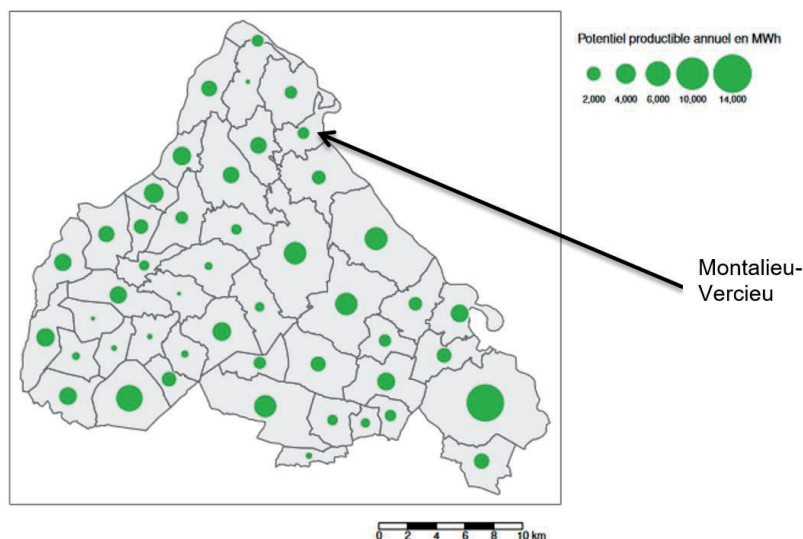 Potentiel productible annuel en MWh
2,000 4,000 6,000 10,000 14,000
Montalieu-
Vercieu
0 2 4 6 8 10 km